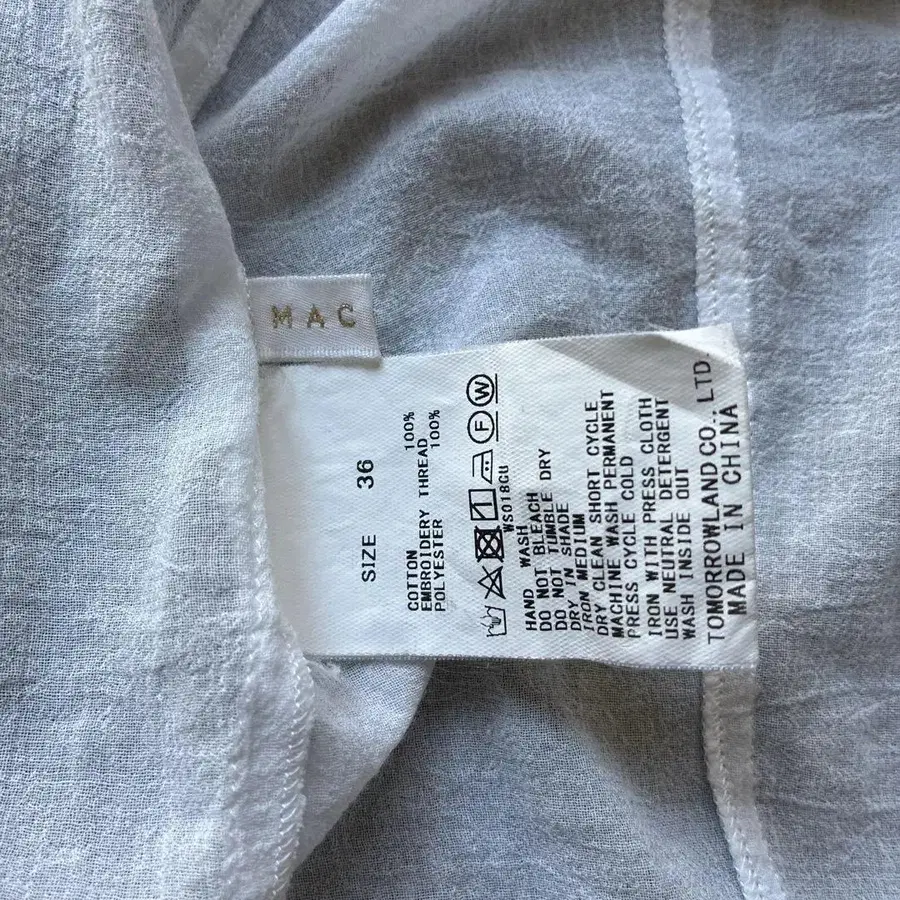 MAC
SIZE 36
COTTON 100%
EMBROIDERY THREAD
POLYESTER 100%
F W
WS018GU
HAND WASH
DO NOT BLEACH
DO NOT TUMBLE DRY
DRY IN SHADE
IRON MEDIUM
DRY CLEAN SHORT CYCLE
MACHINE WASH PERMANENT
PRESS CYCLE COLD
IRON WITH PRESS CLOTH
USE NEUTRAL DETERGENT
WASH INSIDE OUT
TOMORROWLAND CO., LTD.
MADE IN CHINA